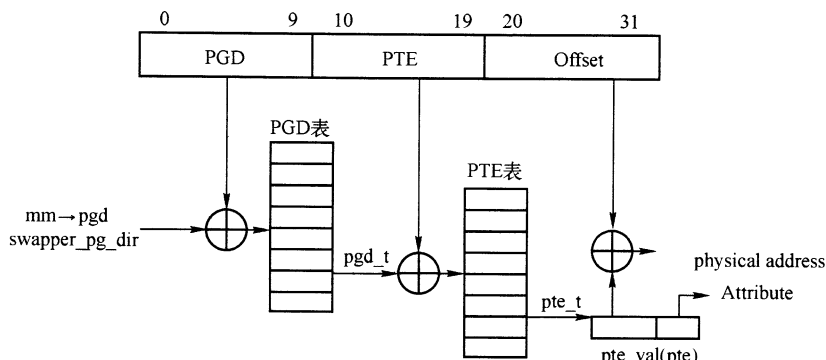 0 9 10 19 20 31
PGD PTE Offset
PGD表
PTE表
mm→pgd
swapper_pg_dir
pgd_t
physical address
Attribute
pte_t
pte_val(pte)